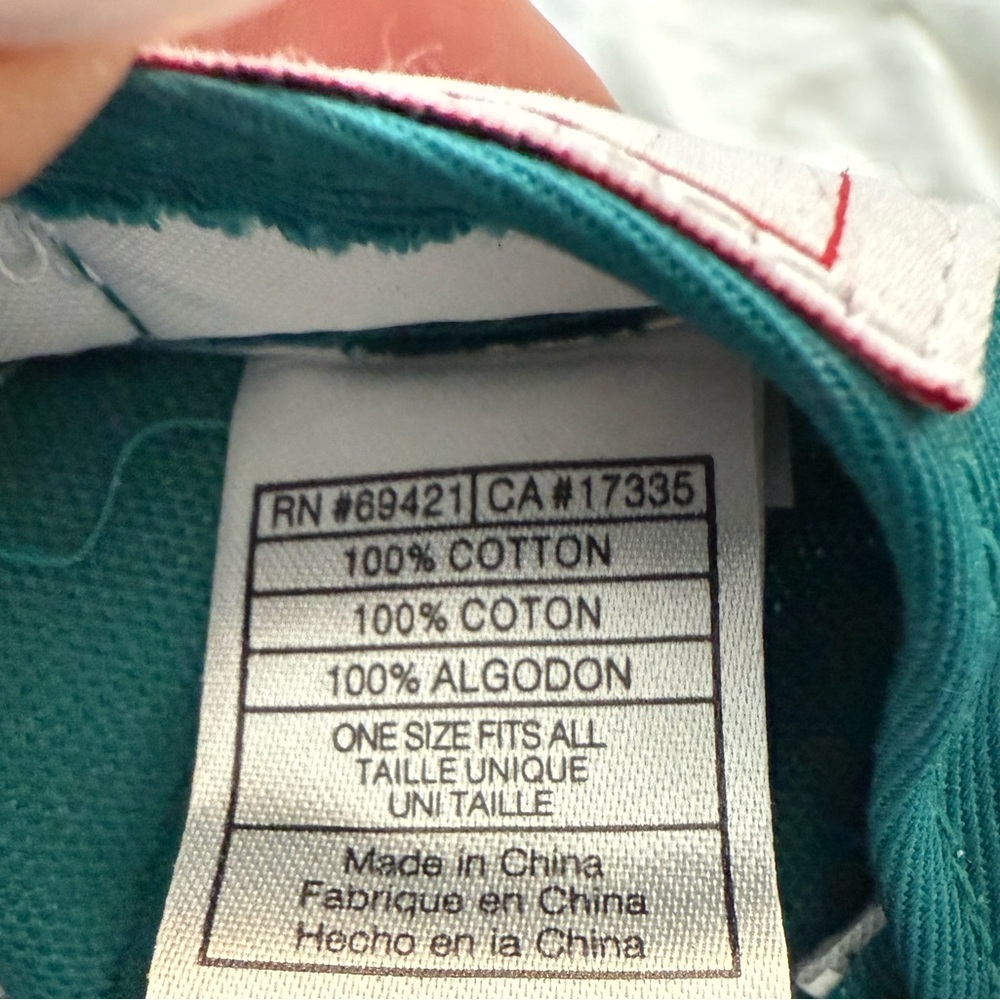 RN #69421 CA #17335
100% COTTON
100% COTON
100% ALGODON
ONE SIZE FITS ALL
TAILLE UNIQUE
UNI TAILLE
Made in China
Fabrique en China
Hecho en la China